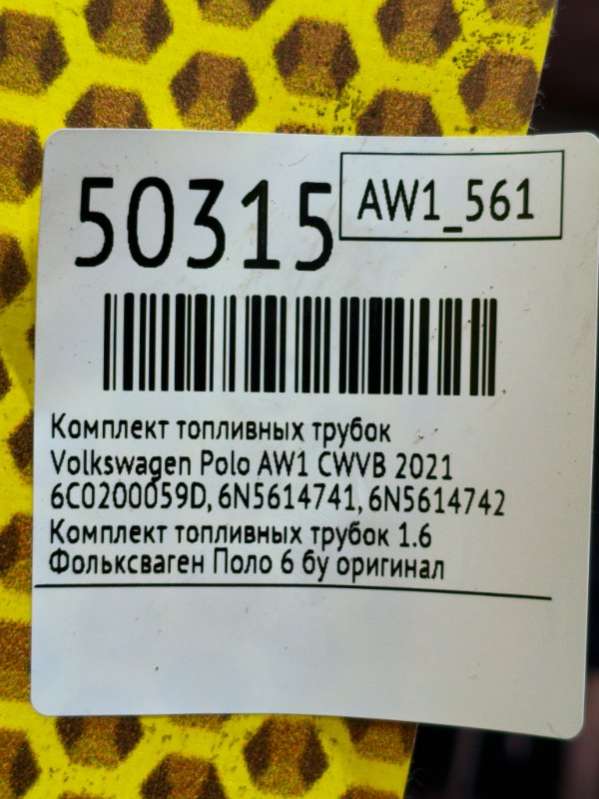 50315
AW1_561
Комплект топливных трубок
Volkswagen Polo AW1 CWVB 2021
6C0200059D, 6N5614741, 6N5614742
Комплект топливных трубок 1.6
Фольксваген Поло 6 бу оригинал